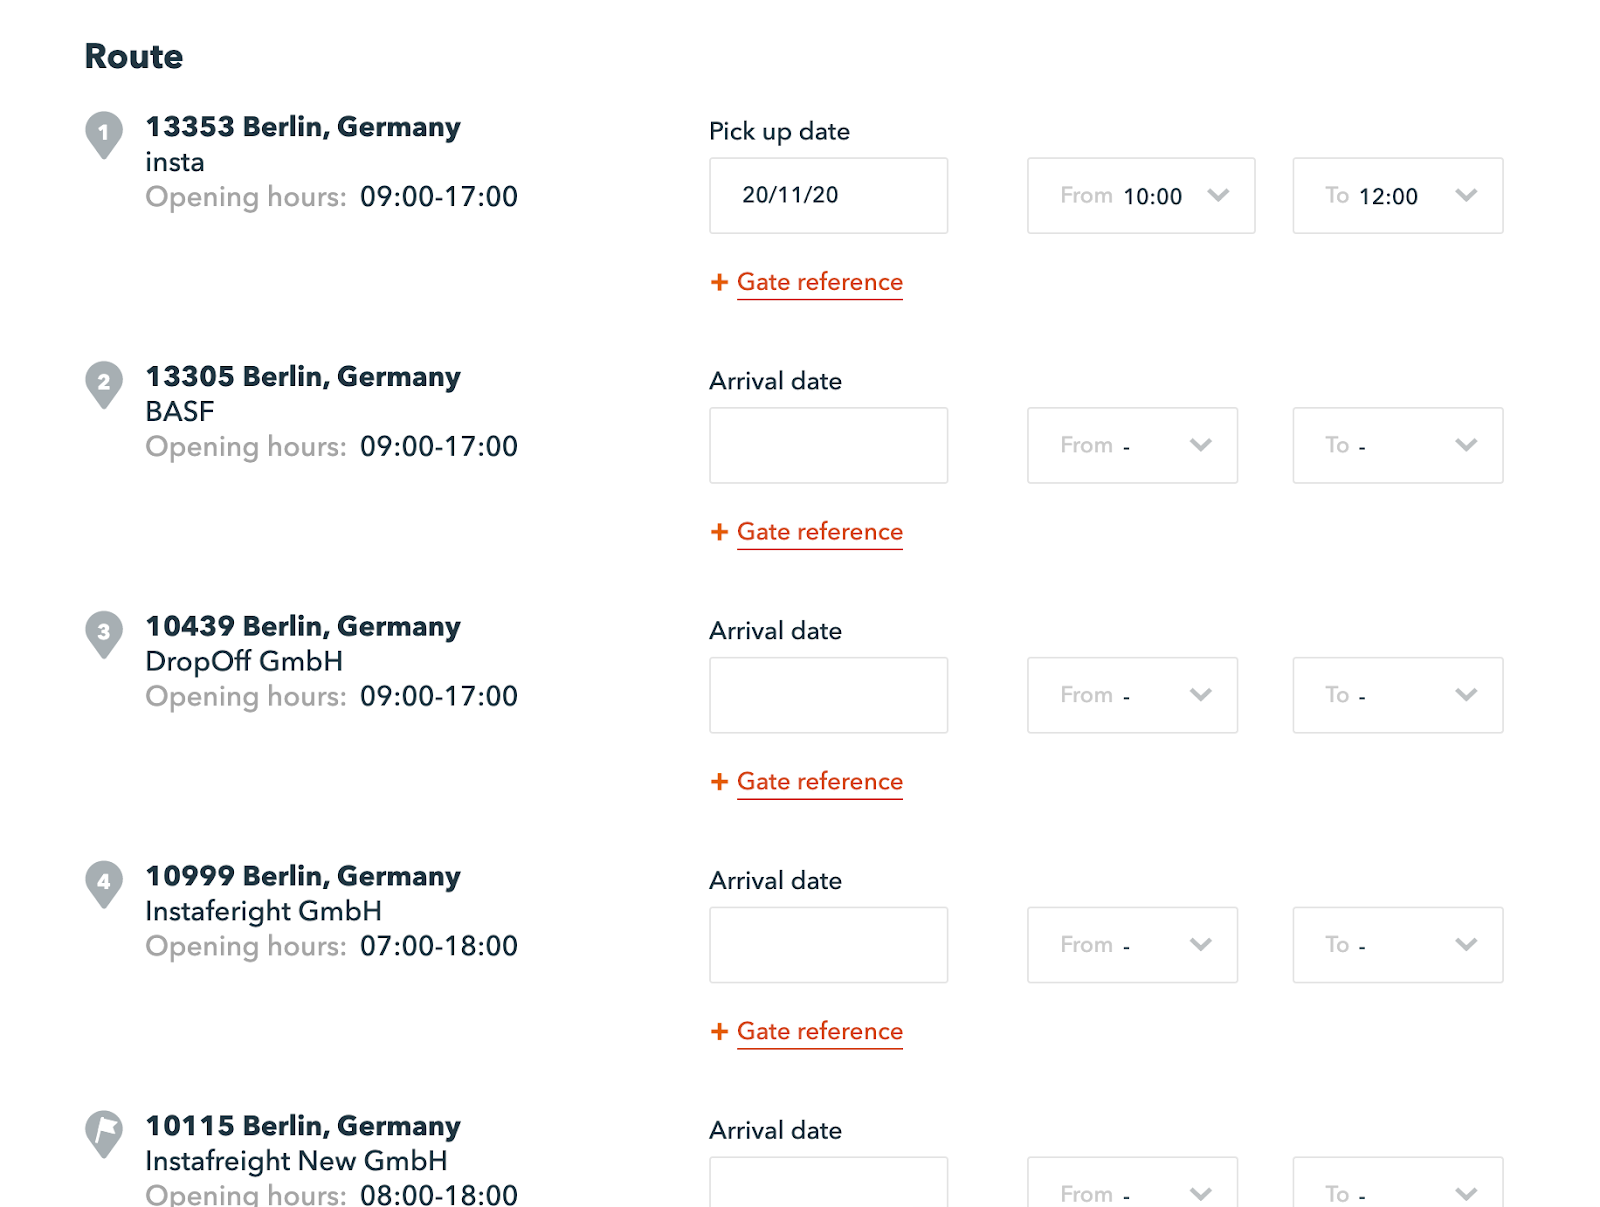 Route
1 13353 Berlin, Germany
insta
Opening hours: 09:00-17:00
Pick up date
20/11/20 From 10:00 To 12:00
+ Gate reference
2 13305 Berlin, Germany
BASF
Opening hours: 09:00-17:00
Arrival date
From - To -
+ Gate reference
3 10439 Berlin, Germany
DropOff GmbH
Opening hours: 09:00-17:00
Arrival date
From - To -
+ Gate reference
4 10999 Berlin, Germany
Instaferight GmbH
Opening hours: 07:00-18:00
Arrival date
From - To -
+ Gate reference
10115 Berlin, Germany
Instafreight New GmbH
Opening hours: 08:00-18:00
Arrival date
From - To -